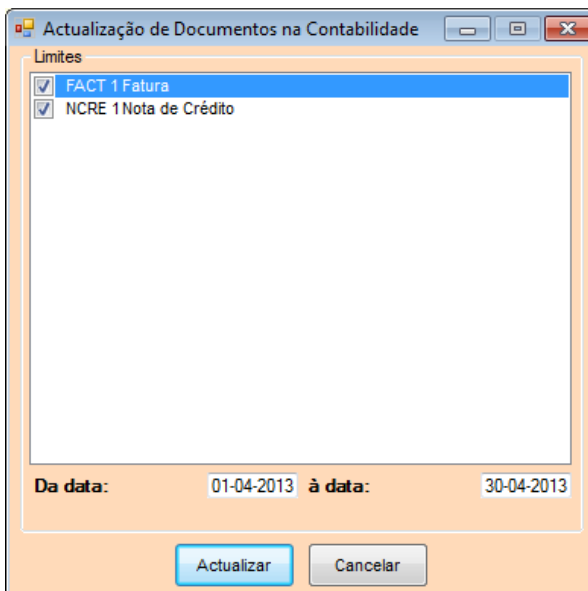 Actualização de Documentos na Contabilidade
Limites
FACT 1 Fatura
NCRE 1 Nota de Crédito
Da data: 01-04-2013 à data: 30-04-2013
Actualizar Cancelar